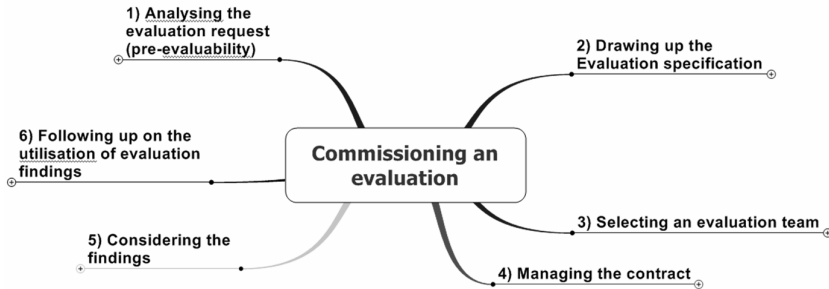 1) Analysing the
evaluation request
(pre-evaluability)
2) Drawing up the
Evaluation specification
6) Following up on the
utilisation of evaluation
findings
Commissioning an
evaluation
3) Selecting an evaluation team
5) Considering the
findings
4) Managing the contract